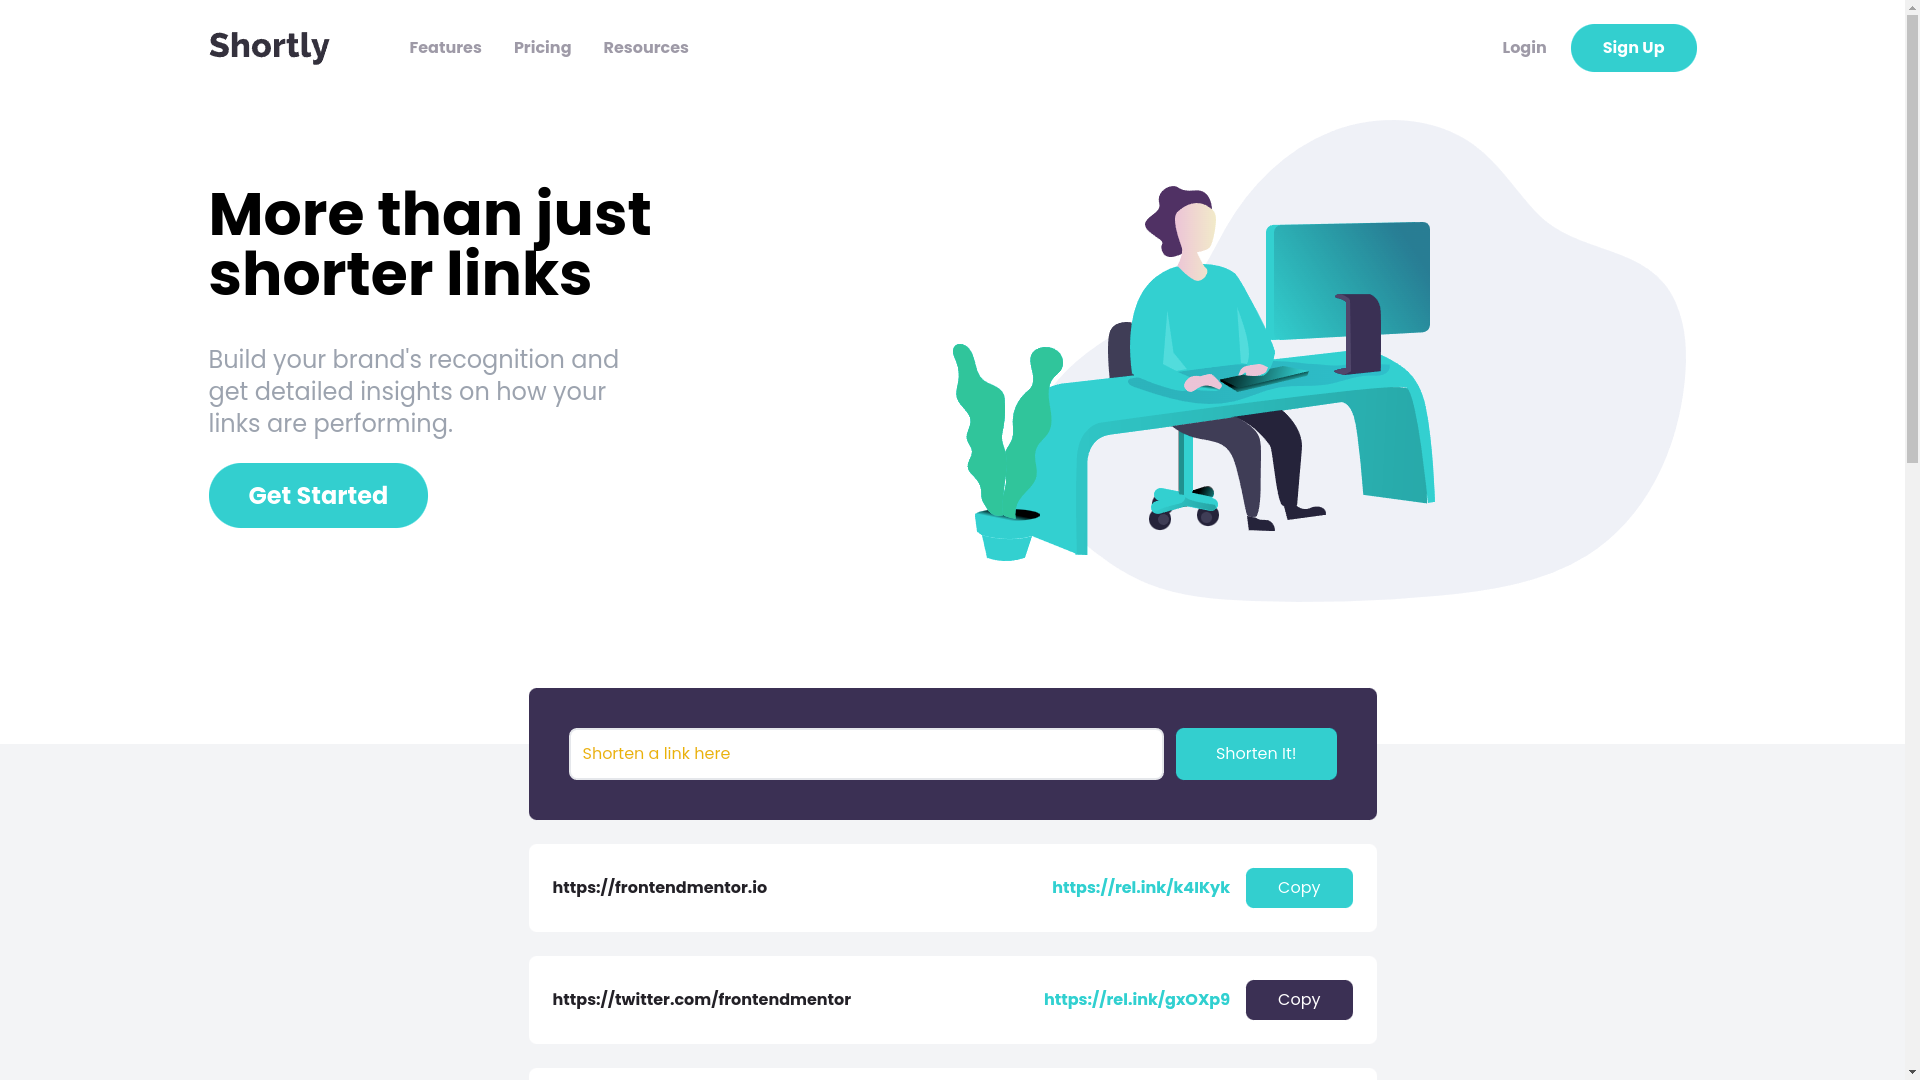 Shortly
Features
Pricing
Resources
Login
Sign Up
More than just
shorter links
Build your brand's recognition and
get detailed insights on how your
links are performing.
Get Started
Shorten a link here
Shorten It!
https://frontendmentor.io
https://rel.ink/k4lKyk
Copy
https://twitter.com/frontendmentor
https://rel.ink/gxOXp9
Copy